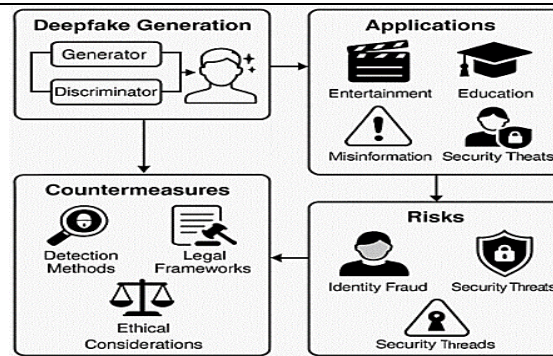 Deepfake Generation
Generator
Discriminator
Applications
Entertainment Education
Misinformation Security Theats
Countermeasures
Detection Methods
Legal Frameworks
Ethical
Considerations
Risks
Identity Fraud Security Threats
Security Threads